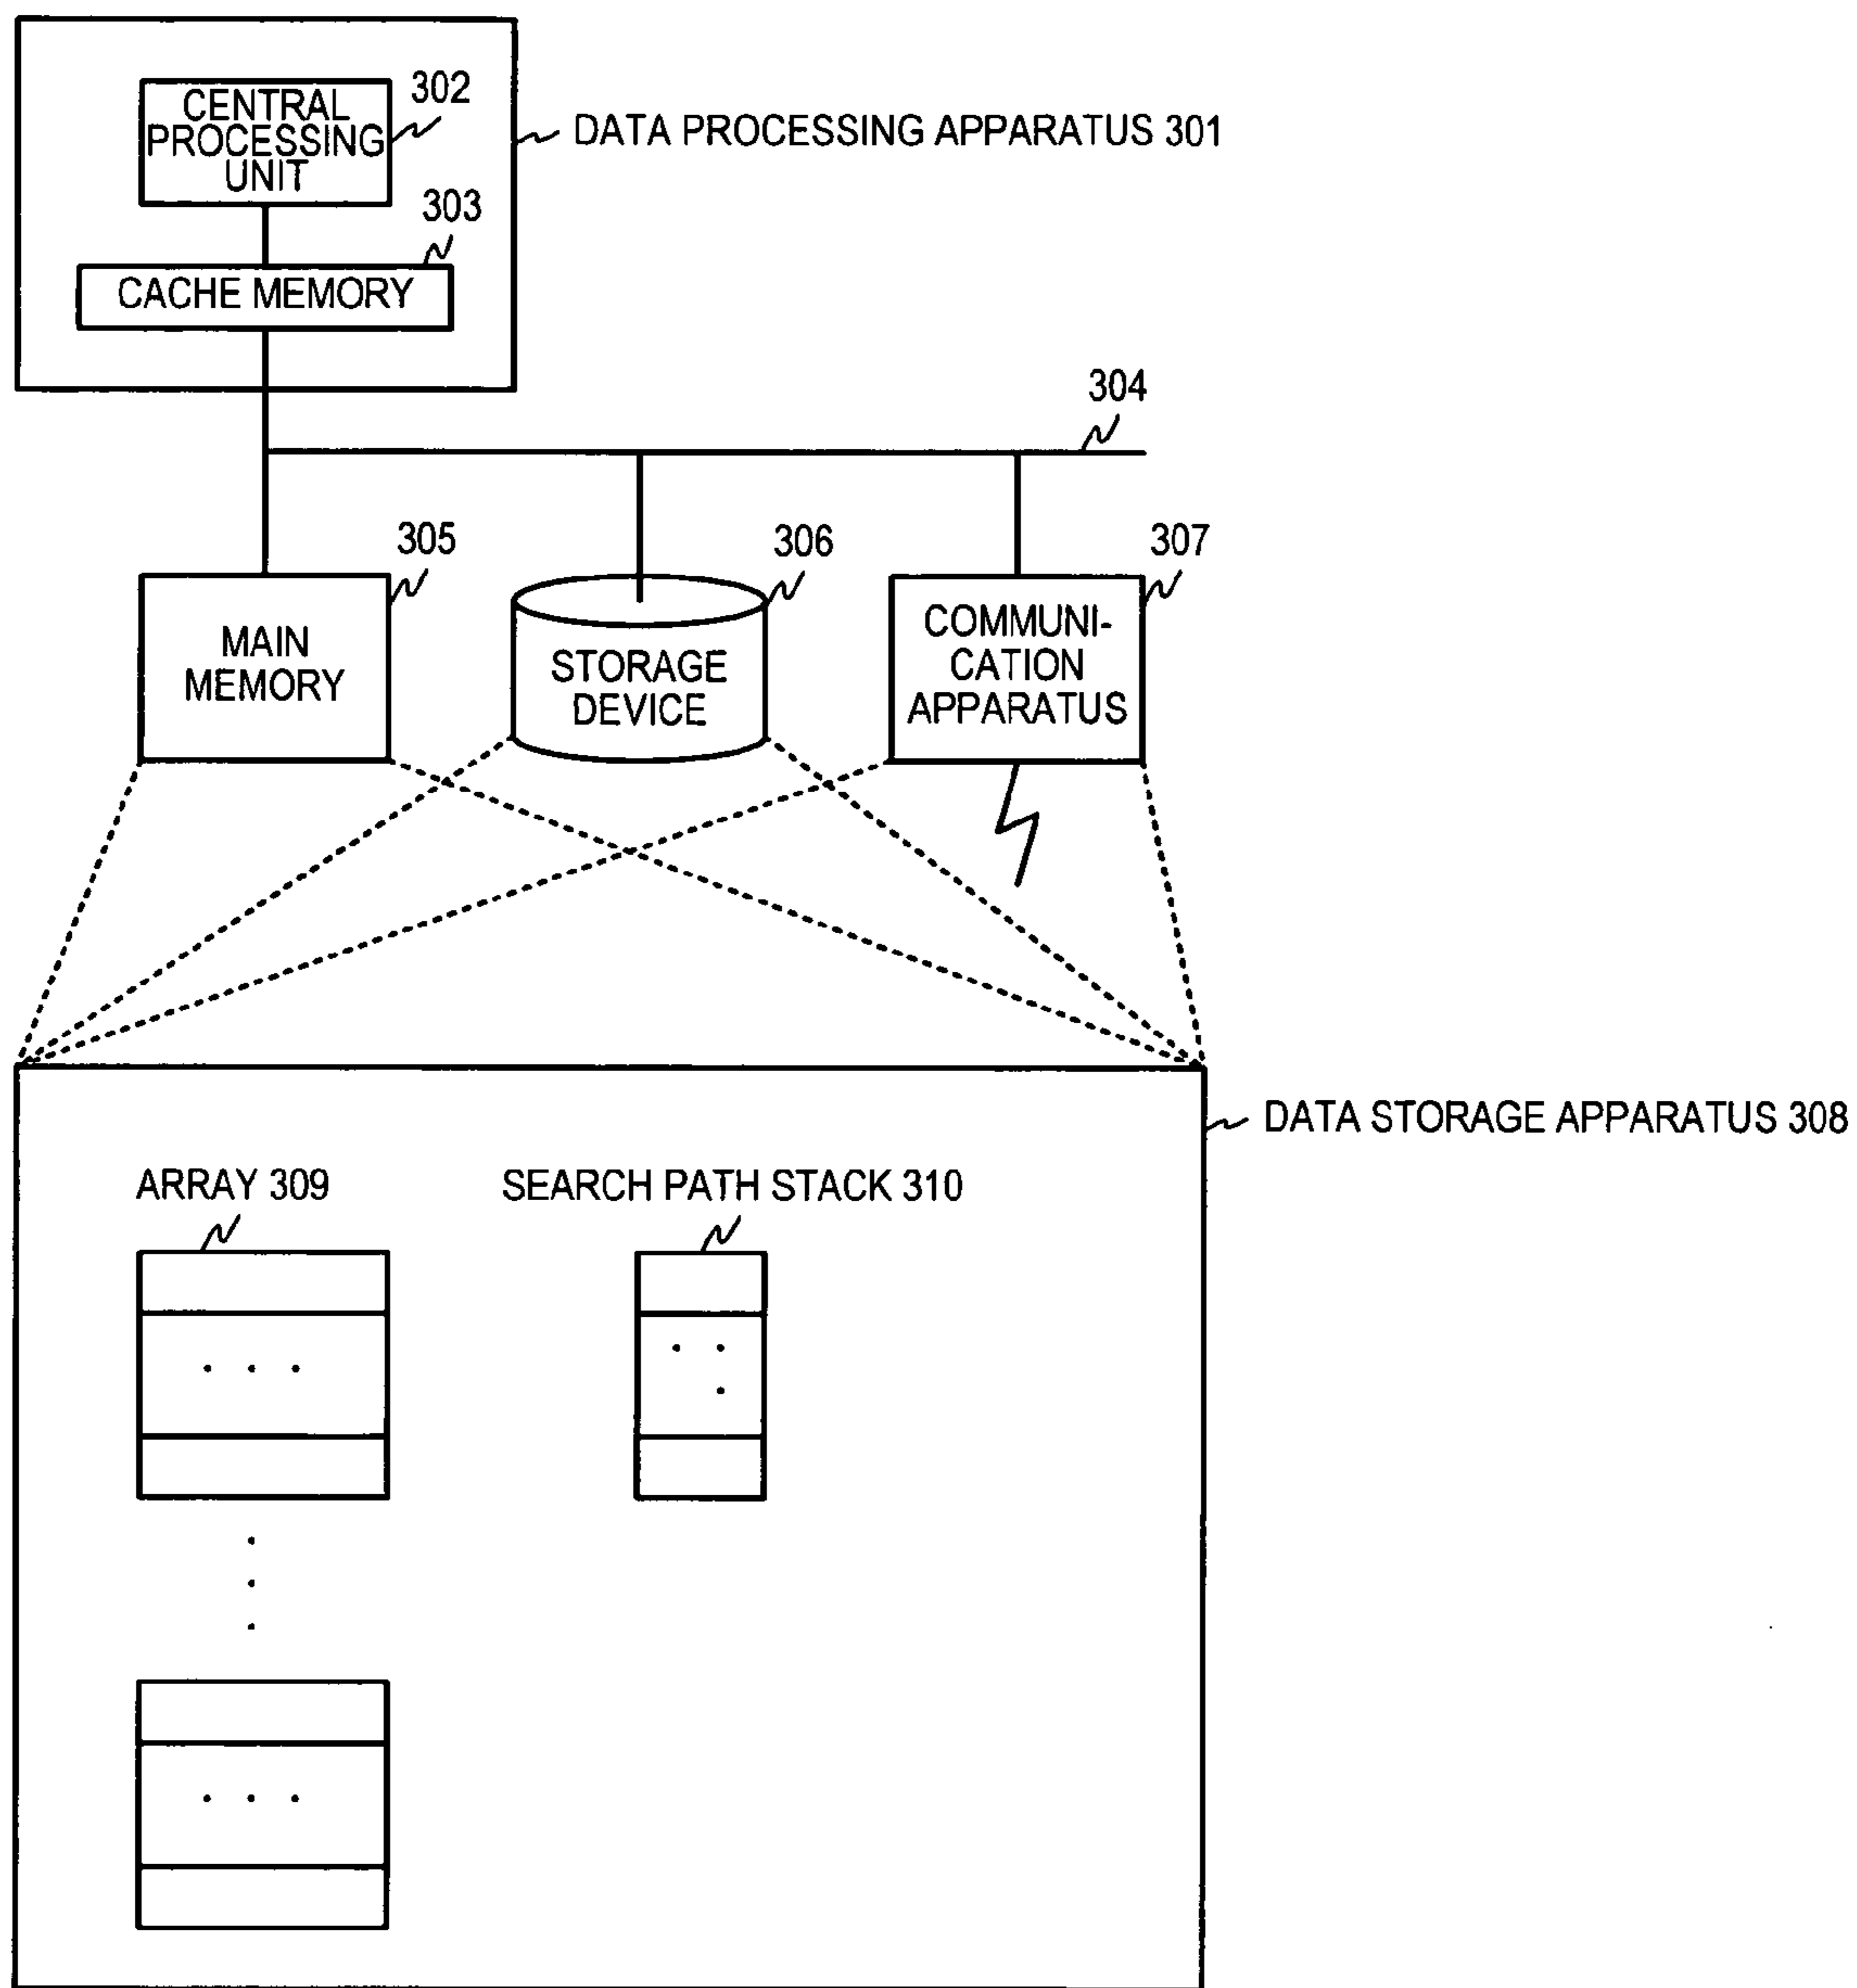 302
CENTRAL
PROCESSING
UNIT
DATA PROCESSING APPARATUS 301
303
CACHE MEMORY
304
305
306
307
MAIN
MEMORY
STORAGE
DEVICE
COMMUNI-
CATION
APPARATUS
DATA STORAGE APPARATUS 308
ARRAY 309
SEARCH PATH STACK 310